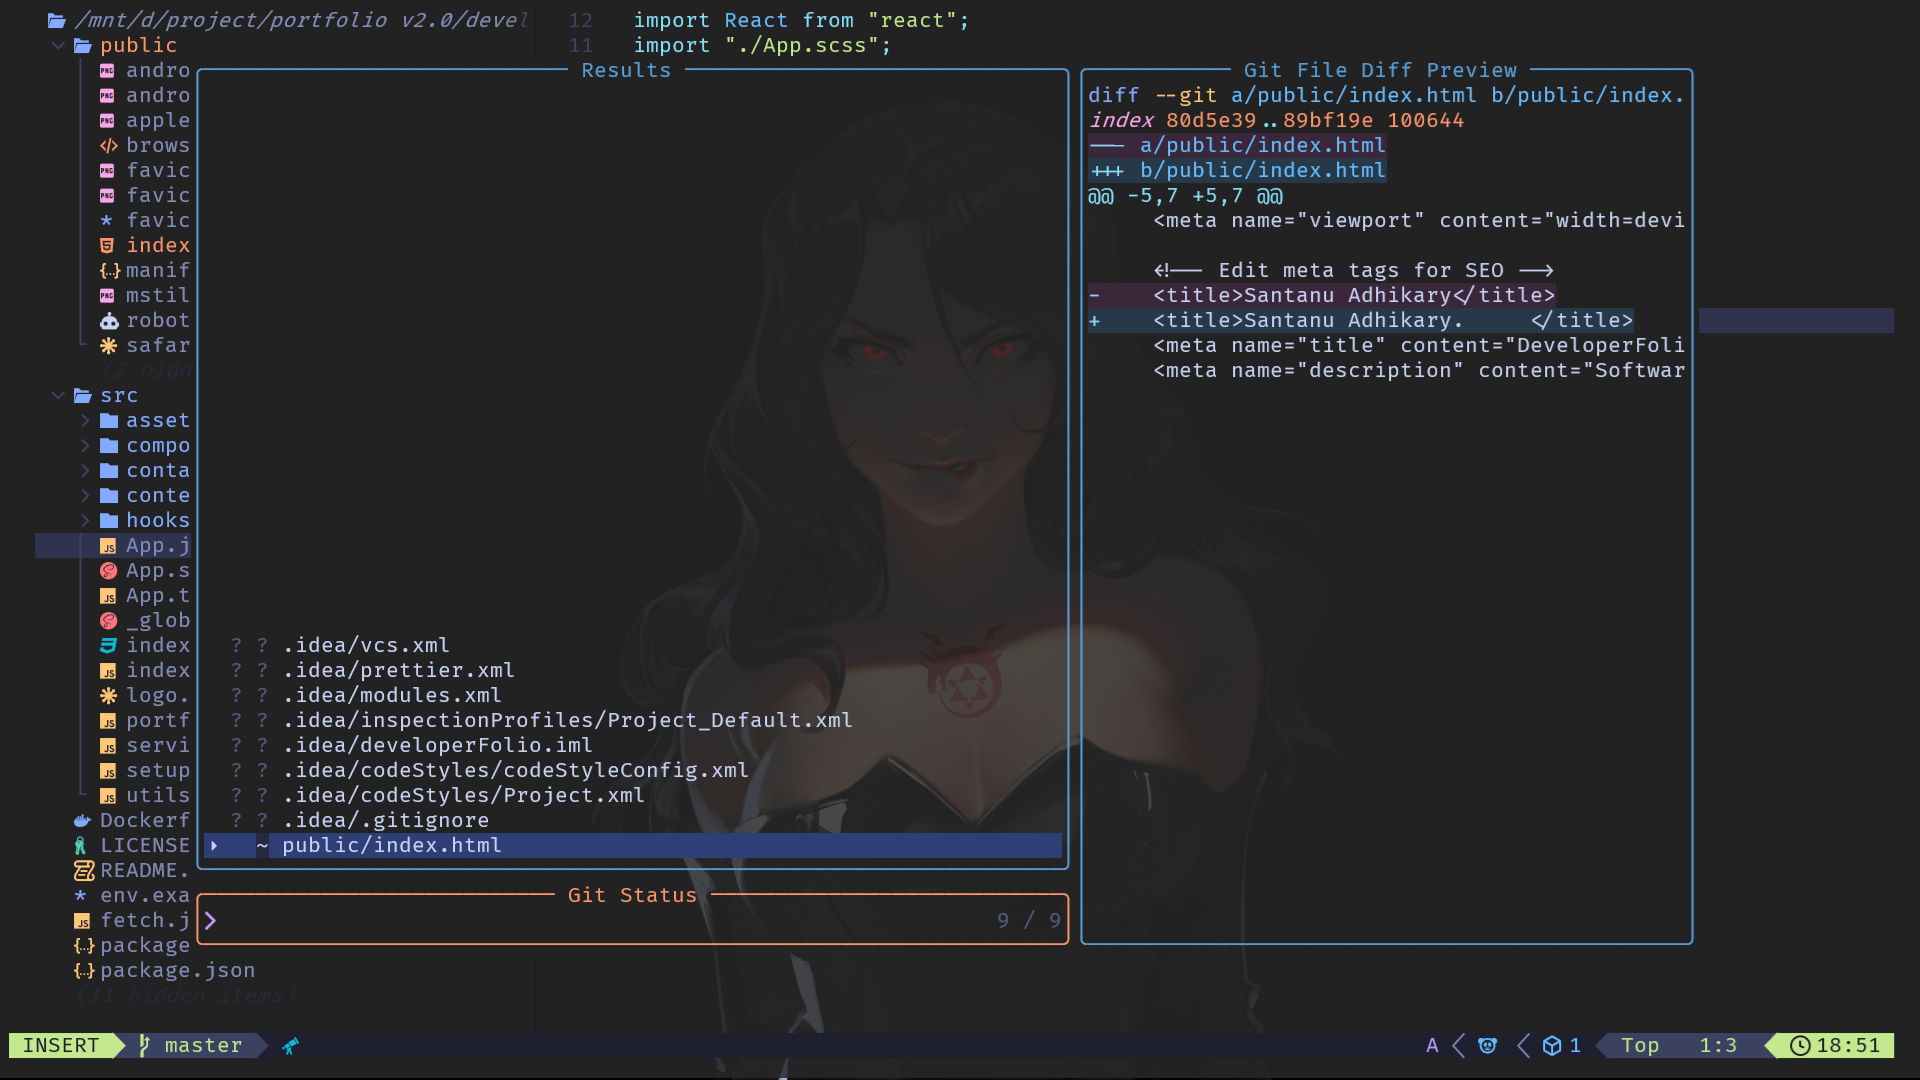 /mnt/d/project/portfolio v2.0/devel
public
andro
andro
apple
brows
favic
favic
favic
index
manif
mstil
robot
safar
(2 hidd
src
asset
compo
conta
conte
hooks
App.j
App.s
App.t
_glob
index
index
logo.
portf
servi
setup
utils
Dockerf
LICENSE
README.
env.exa
fetch.j
package
package.json
(11 hidden items)
12 import React from "react";
11 import "./App.scss";
Results
? ? .idea/vcs.xml
? ? .idea/prettier.xml
? ? .idea/modules.xml
? ? .idea/inspectionProfiles/Project_Default.xml
? ? .idea/developerFolio.iml
? ? .idea/codeStyles/codeStyleConfig.xml
? ? .idea/codeStyles/Project.xml
? ? .idea/.gitignore
~ public/index.html
Git Status
> 9 / 9
Git File Diff Preview
diff --git a/public/index.html b/public/index.
index 80d5e39..89bf19e 100644
--- a/public/index.html
+++ b/public/index.html
@@ -5,7 +5,7 @@
<meta name="viewport" content="width=devi
<!-- Edit meta tags for SEO -->
- <title>Santanu Adhikary</title>
+ <title>Santanu Adhikary.     </title>
<meta name="title" content="DeveloperFoli
<meta name="description" content="Softwar
INSERT master A 1 Top 1:3 18:51